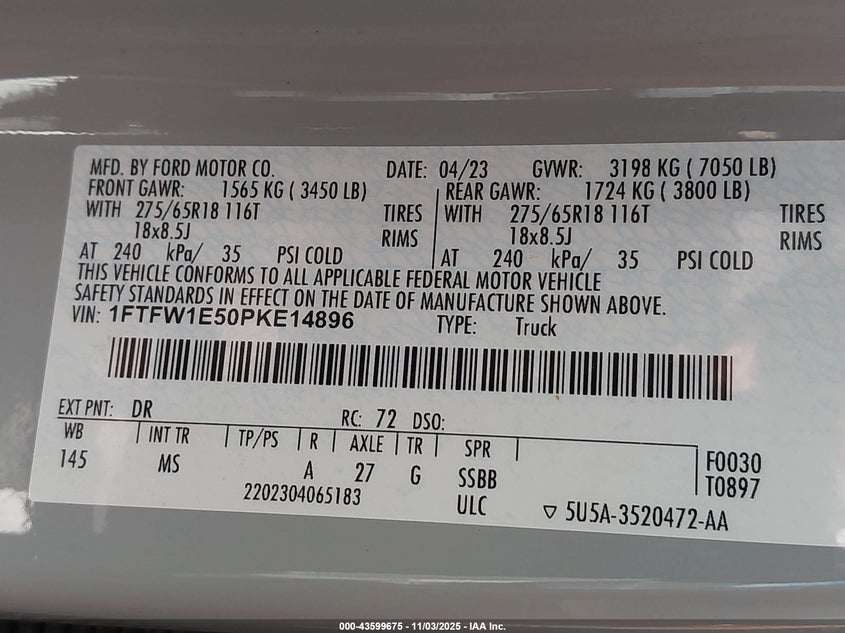 MFD. BY FORD MOTOR CO. DATE: 04/23 GVWR: 3198 KG ( 7050 LB)
FRONT GAWR: 1565 KG ( 3450 LB) REAR GAWR: 1724 KG ( 3800 LB)
WITH 275/65R18 116T TIRES WITH 275/65R18 116T TIRES
18x8.5J RIMS 18x8.5J RIMS
AT 240 kPa/ 35 PSI COLD AT 240 kPa/ 35 PSI COLD
THIS VEHICLE CONFORMS TO ALL APPLICABLE FEDERAL MOTOR VEHICLE
SAFETY STANDARDS IN EFFECT ON THE DATE OF MANUFACTURE SHOWN ABOVE.
VIN: 1FTFW1E50PKE14896 TYPE: Truck
EXT PNT: DR RC: 72 DSO:
WB INT TR TP/PS R AXLE TR SPR
145 MS A 27 G SSBB F0030
T0897
2202304065183 ULC ▽ 5U5A-3520472-AA
000-43599675 - 11/03/2025 - IAA Inc.